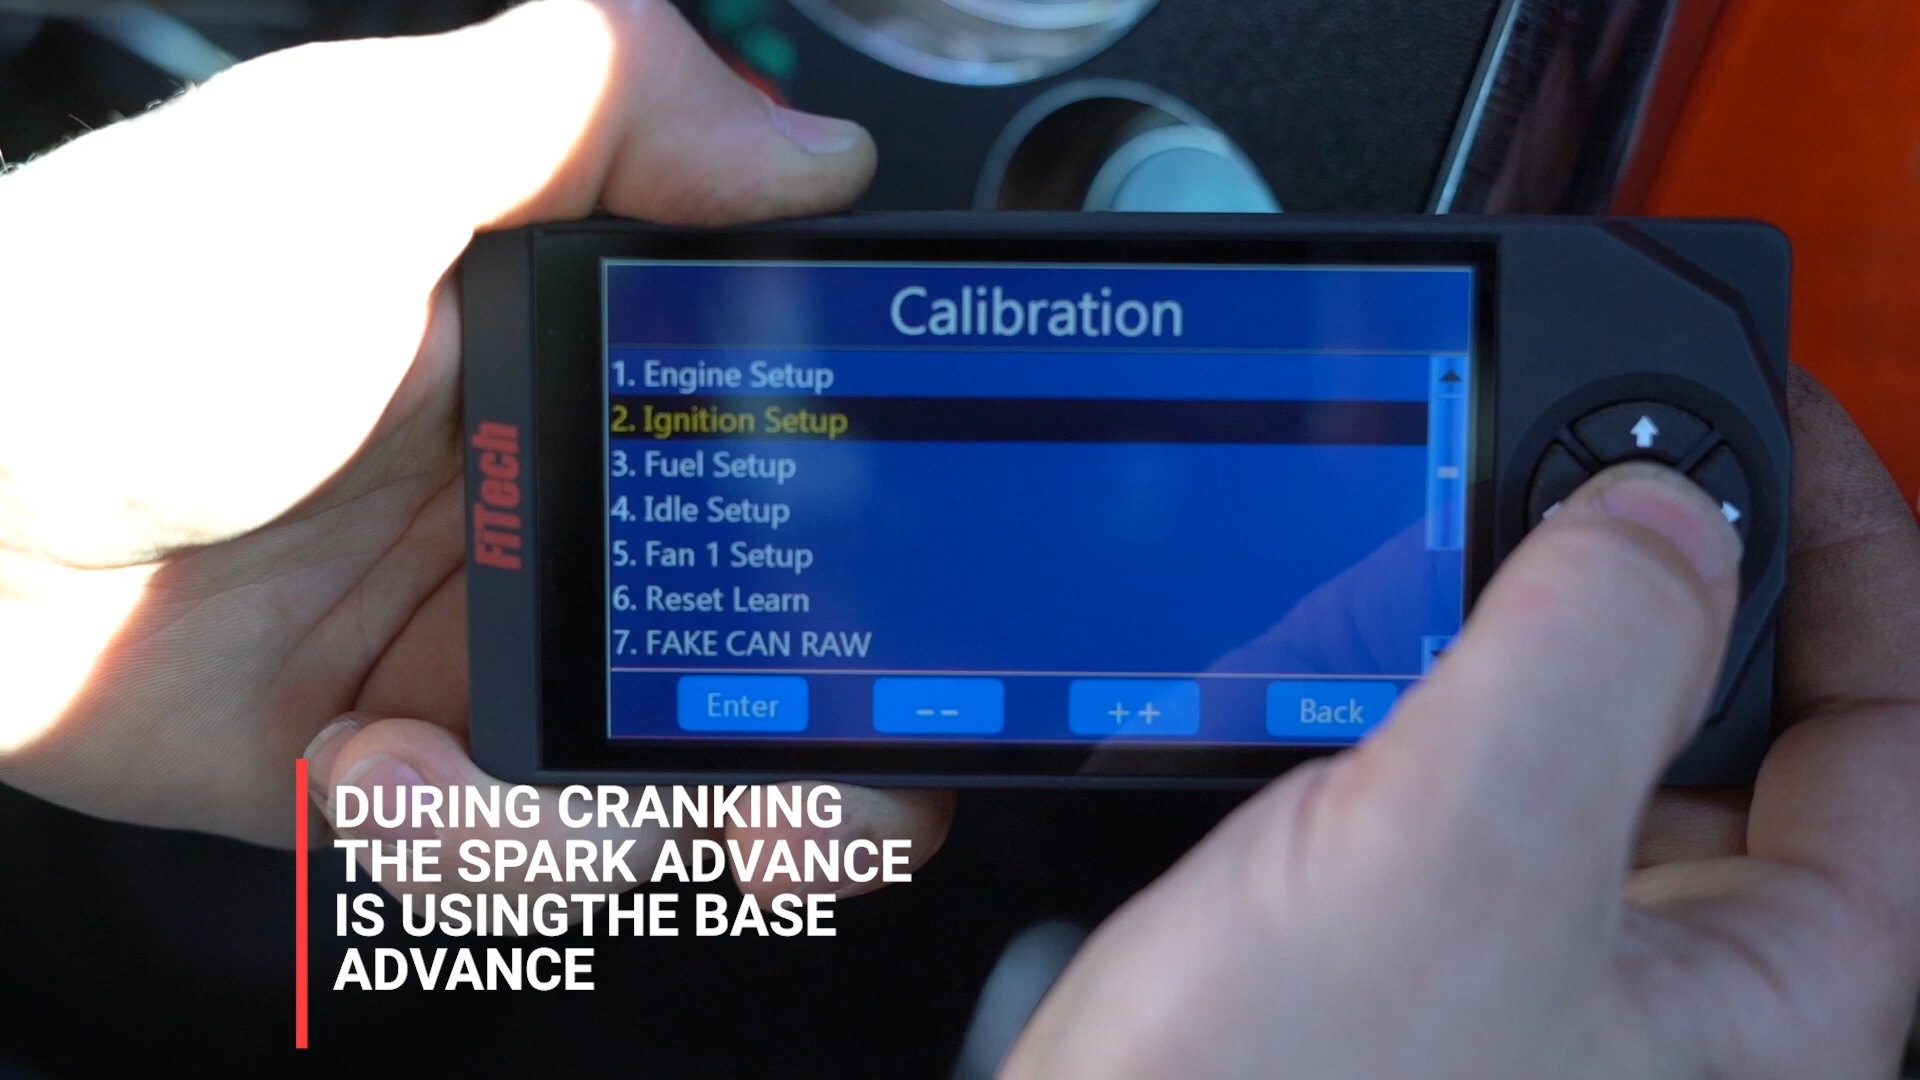 Calibration
1. Engine Setup
2. Ignition Setup
3. Fuel Setup
4. Idle Setup
5. Fan 1 Setup
6. Reset Learn
7. FAKE CAN RAW
Enter
--
++
Back
FiTech
DURING CRANKING
THE SPARK ADVANCE
IS USINGTHE BASE
ADVANCE